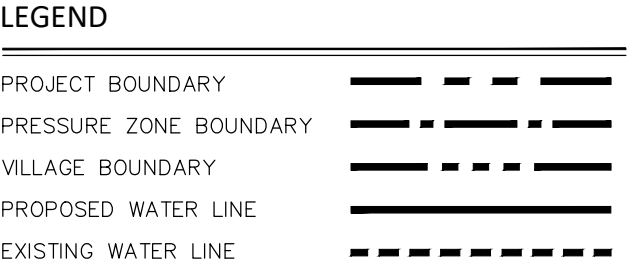 LEGEND
PROJECT BOUNDARY
PRESSURE ZONE BOUNDARY
VILLAGE BOUNDARY
PROPOSED WATER LINE
EXISTING WATER LINE